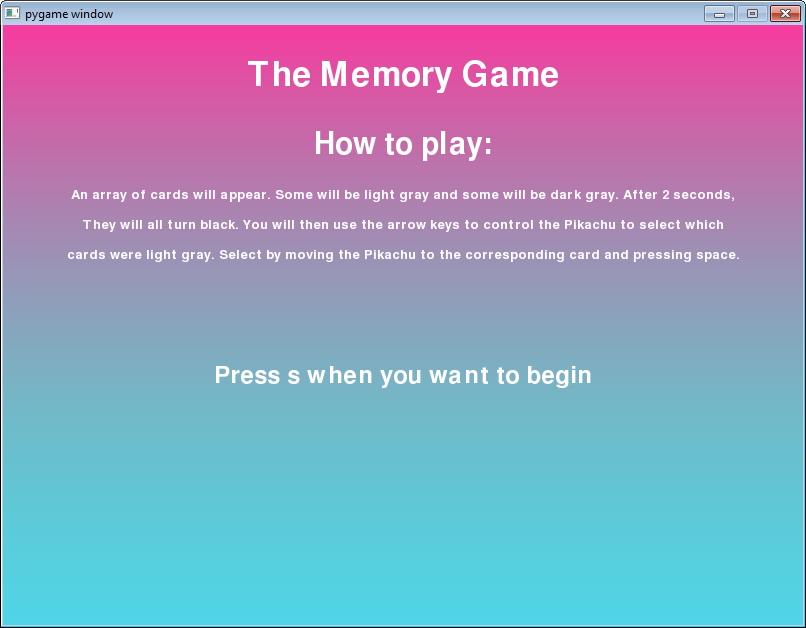 pygame window
The Memory Game
How to play:
An array of cards will appear. Some will be light gray and some will be dark gray. After 2 seconds,
They will all turn black. You will then use the arrow keys to control the Pikachu to select which
cards were light gray. Select by moving the Pikachu to the corresponding card and pressing space.
Press s when you want to begin